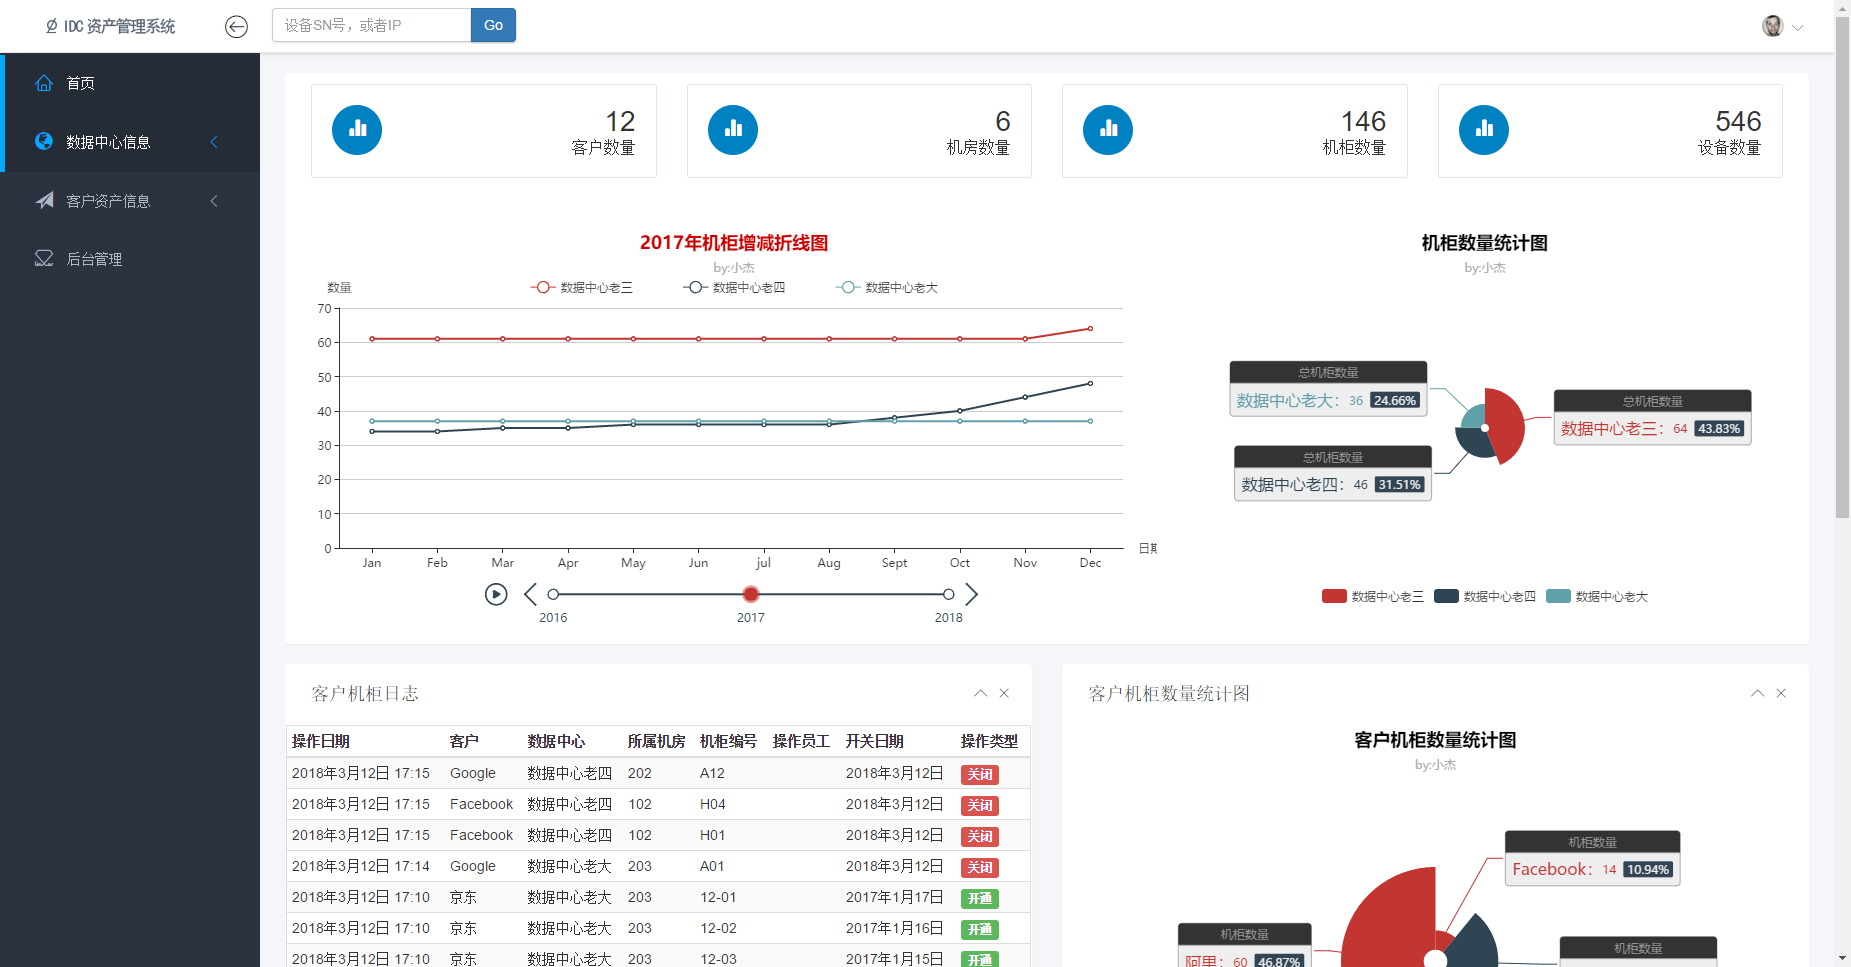 IDC 资产管理系统
设备SN号，或者IP
Go
首页
数据中心信息
客户资产信息
后台管理
12
客户数量
6
机房数量
146
机柜数量
546
设备数量
2017年机柜增减折线图
by:小杰
数量
数据中心老三
数据中心老四
数据中心老大
70
60
50
40
30
20
10
0
Jan Feb Mar Apr May Jun jul Aug Sept Oct Nov Dec
2016 2017 2018
机柜数量统计图
by:小杰
总机柜数量
数据中心老大： 36 24.66%
总机柜数量
数据中心老三： 64 43.83%
总机柜数量
数据中心老四： 46 31.51%
数据中心老三 数据中心老四 数据中心老大
客户机柜日志
操作日期 客户 数据中心 所属机房 机柜编号 操作员工 开关日期 操作类型
2018年3月12日 17:15 Google 数据中心老四 202 A12 2018年3月12日 关闭
2018年3月12日 17:15 Facebook 数据中心老四 102 H04 2018年3月12日 关闭
2018年3月12日 17:15 Facebook 数据中心老四 102 H01 2018年3月12日 关闭
2018年3月12日 17:14 Google 数据中心老大 203 A01 2018年3月12日 关闭
2018年3月12日 17:10 京东 数据中心老大 203 12-01 2017年1月17日 开通
2018年3月12日 17:10 京东 数据中心老大 203 12-02 2017年1月16日 开通
2018年3月12日 17:10 京东 数据中心老大 203 12-03 2017年1月15日 开通
客户机柜数量统计图
客户机柜数量统计图
by:小杰
机柜数量
Facebook： 14 10.94%
机柜数量
阿里： 60 46.87%
机柜数量